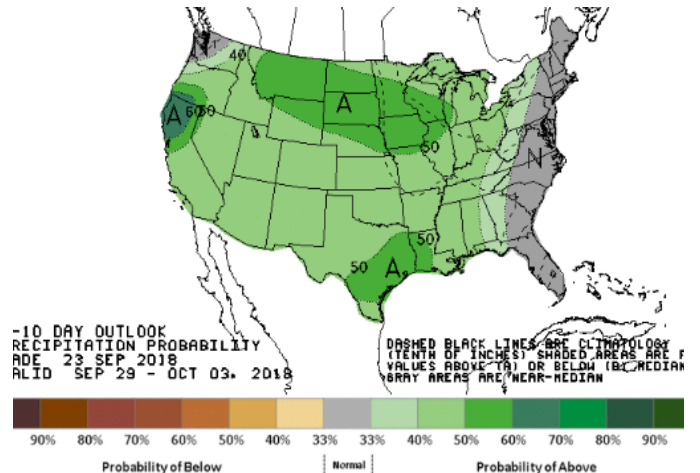 N
40
A
A 60 50
50
N
50
50
A
-10 DAY OUTLOOK
RECIPITATION PROBABILITY
ADE 23 SEP 2018
ALID SEP 29 - OCT 03, 2018
DASHED BLACK LINES ARE CLIMATOLOGY
(TENTH OF INCHES) SHADED AREAS ARE F
VALUES ABOVE (A) OR BELOW (B) MEDIAN
GRAY AREAS ARE NEAR-MEDIAN
90% 80% 70% 60% 50% 40% 33% 33% 40% 50% 60% 70% 80% 90%
Probability of Below Normal Probability of Above